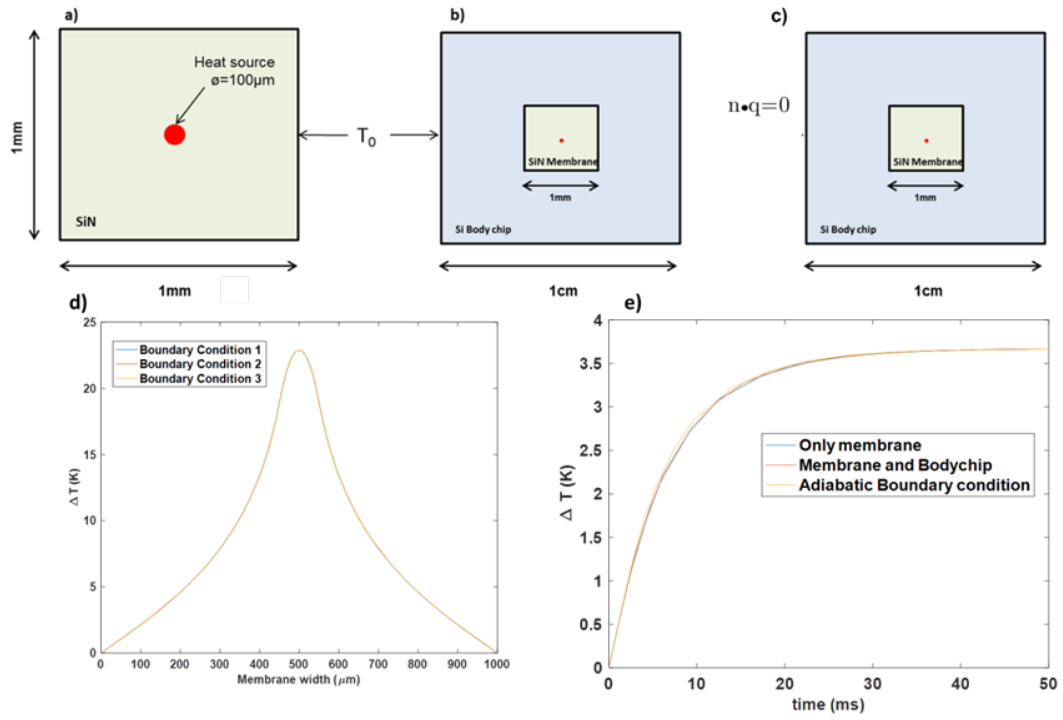 a)
Heat source
ø=100µm
1mm
SiN
1mm
T0
b)
SiN Membrane
1mm
Si Body chip
1cm
c)
n•q=0
SiN Membrane
1mm
Si Body chip
1cm
d)
25
20
15
10
5
0
Δ T (K)
Boundary Condition 1
Boundary Condition 2
Boundary Condition 3
0 100 200 300 400 500 600 700 800 900 1000
Membrane width (µm)
e)
4
3.5
3
2.5
2
1.5
1
0.5
0
Δ T (K)
Only membrane
Membrane and Bodychip
Adiabatic Boundary condition
0 10 20 30 40 50
time (ms)